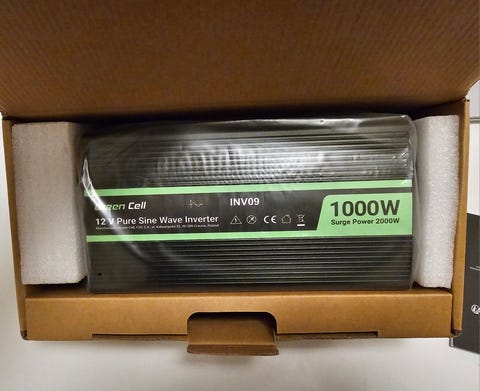 Green Cell
INV09
12 V Pure Sine Wave Inverter
1000W
Surge Power 2000W